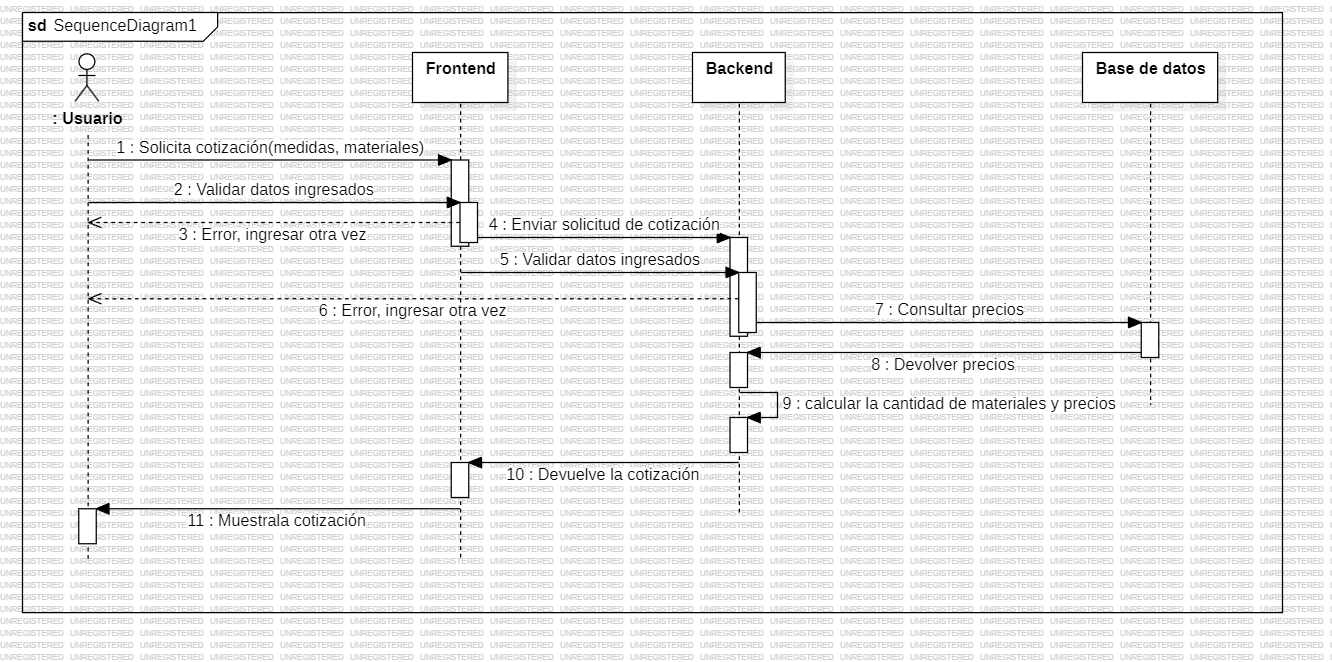 sd SequenceDiagram1
Frontend
Backend
Base de datos
: Usuario
1 : Solicita cotización(medidas, materiales)
2 : Validar datos ingresados
3 : Error, ingresar otra vez
4 : Enviar solicitud de cotización
5 : Validar datos ingresados
6 : Error, ingresar otra vez
7 : Consultar precios
8 : Devolver precios
9 : calcular la cantidad de materiales y precios
10 : Devuelve la cotización
11 : Muestrala cotización
UNREGISTERED